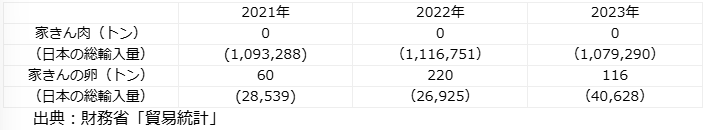 2021年 2022年 2023年
家きん肉（トン） 0 0 0
（日本の総輸入量） (1,093,288) （1,116,751） （1,079,290）
家きんの卵（トン） 60 220 116
（日本の総輸入量） (28,539) （26,925） （40,628）
出典：財務省「貿易統計」